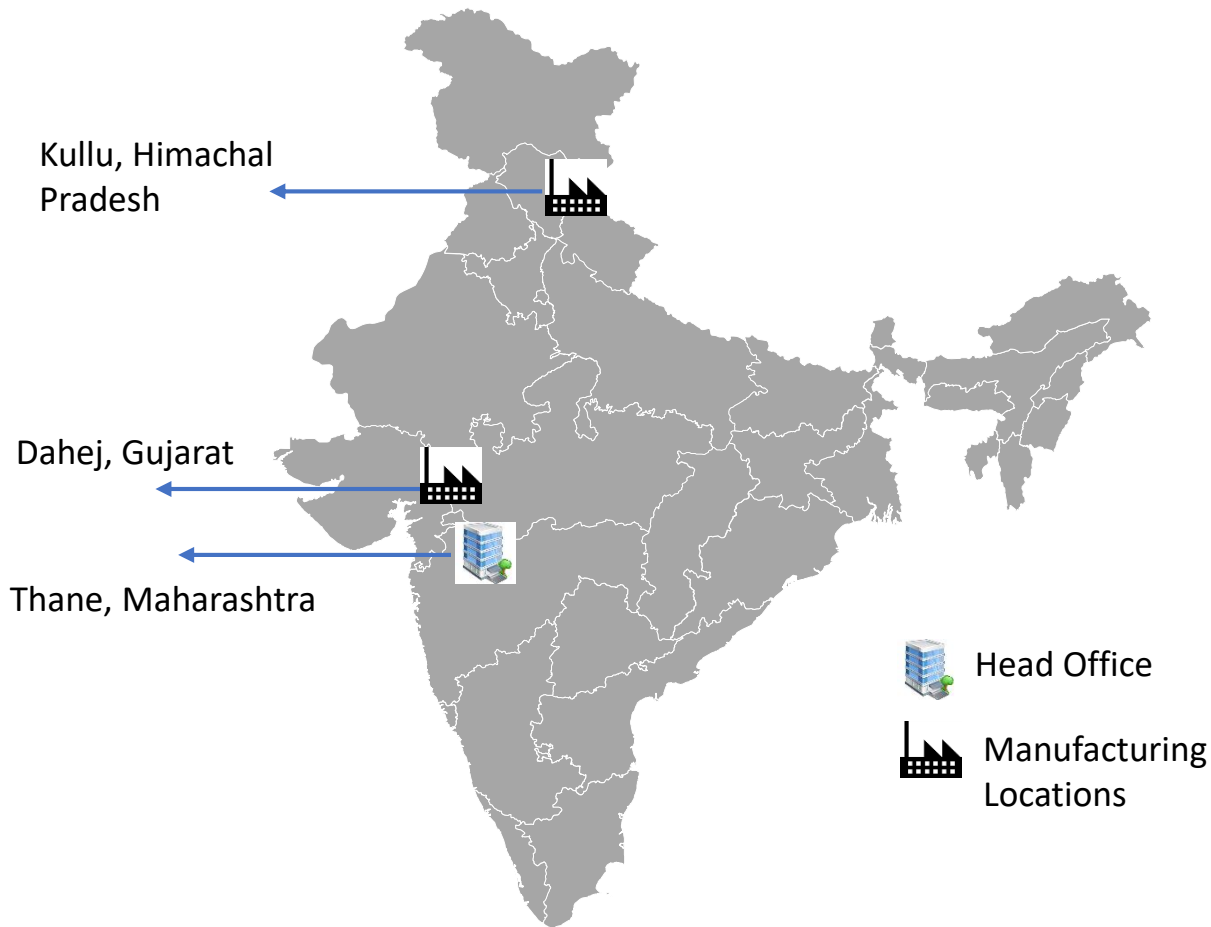 Kullu, Himachal
Pradesh
Dahej, Gujarat
Thane, Maharashtra
Head Office
Manufacturing
Locations